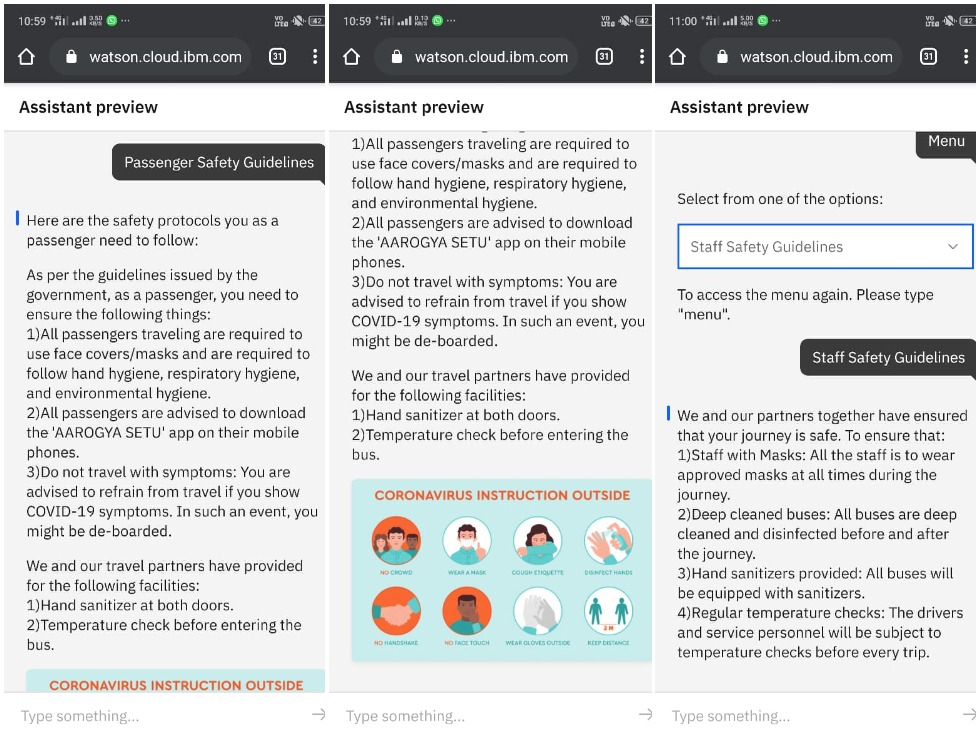 10:59
4G
0.50
KB/S
VO
LTE
42
watson.cloud.ibm.com
31
Assistant preview
Passenger Safety Guidelines
Here are the safety protocols you as a
passenger need to follow:
As per the guidelines issued by the
government, as a passenger, you need to
ensure the following things:
1)All passengers traveling are required to
use face covers/masks and are required to
follow hand hygiene, respiratory hygiene,
and environmental hygiene.
2)All passengers are advised to download
the 'AAROGYA SETU' app on their mobile
phones.
3)Do not travel with symptoms: You are
advised to refrain from travel if you show
COVID-19 symptoms. In such an event, you
might be de-boarded.
We and our travel partners have provided
for the following facilities:
1)Hand sanitizer at both doors.
2)Temperature check before entering the
bus.
CORONAVIRUS INSTRUCTION OUTSIDE
Type something...
10:59
4G
0.10
KB/S
VO
LTE
42
watson.cloud.ibm.com
31
Assistant preview
1)All passengers traveling are required to
use face covers/masks and are required to
follow hand hygiene, respiratory hygiene,
and environmental hygiene.
2)All passengers are advised to download
the 'AAROGYA SETU' app on their mobile
phones.
3)Do not travel with symptoms: You are
advised to refrain from travel if you show
COVID-19 symptoms. In such an event, you
might be de-boarded.
We and our travel partners have provided
for the following facilities:
1)Hand sanitizer at both doors.
2)Temperature check before entering the
bus.
CORONAVIRUS INSTRUCTION OUTSIDE
NO CROWD
WEAR A MASK
COUGH ETIQUETTE
DISINFECT HANDS
2 M
NO HANDSHAKE
NO FACE TOUCH
WEAR GLOVES OUTSIDE
KEEP DISTANCE
Type something...
11:00
4G
5.00
KB/S
VO
LTE
42
watson.cloud.ibm.com
31
Assistant preview
Menu
Select from one of the options:
Staff Safety Guidelines
To access the menu again. Please type
"menu".
Staff Safety Guidelines
We and our partners together have ensured
that your journey is safe. To ensure that:
1)Staff with Masks: All the staff is to wear
approved masks at all times during the
journey.
2)Deep cleaned buses: All buses are deep
cleaned and disinfected before and after
the journey.
3)Hand sanitizers provided: All buses will
be equipped with sanitizers.
4)Regular temperature checks: The drivers
and service personnel will be subject to
temperature checks before every trip.
Type something...